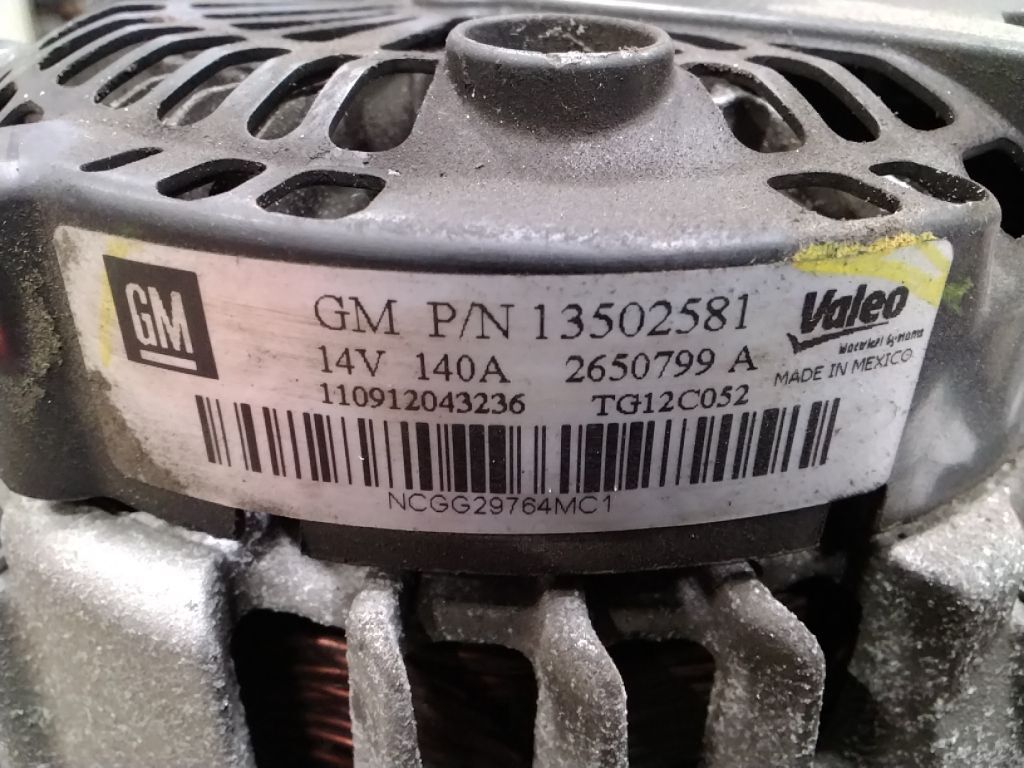 GM
GM P/N 13502581
Valeo
14V 140A 2650799 A
MADE IN MEXICO
110912043236 TG12C052
NCGG29764MC1